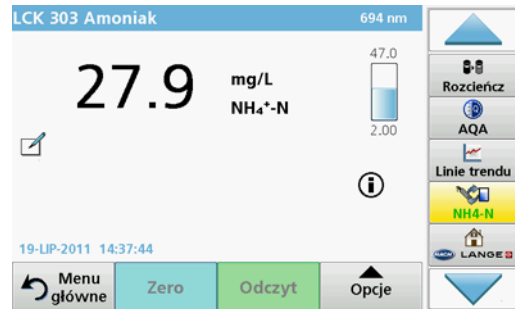 LCK 303 Amoniak
694 nm
27.9
mg/L
NH₄⁺-N
47.0
2.00
19-LIP-2011 14:37:44
Menu
główne
Zero
Odczyt
Opcje
Rozcieńcz
AQA
Linie trendu
NH4-N
HACH LANGE